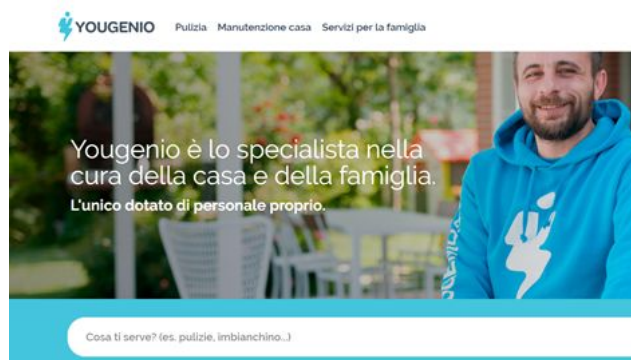 YOUGENIO
Pulizia Manutenzione casa Servizi per la famiglia
Yougenio è lo specialista nella
cura della casa e della famiglia.
L'unico dotato di personale proprio.
Cosa ti serve? (es. pulizie, imbianchino...)